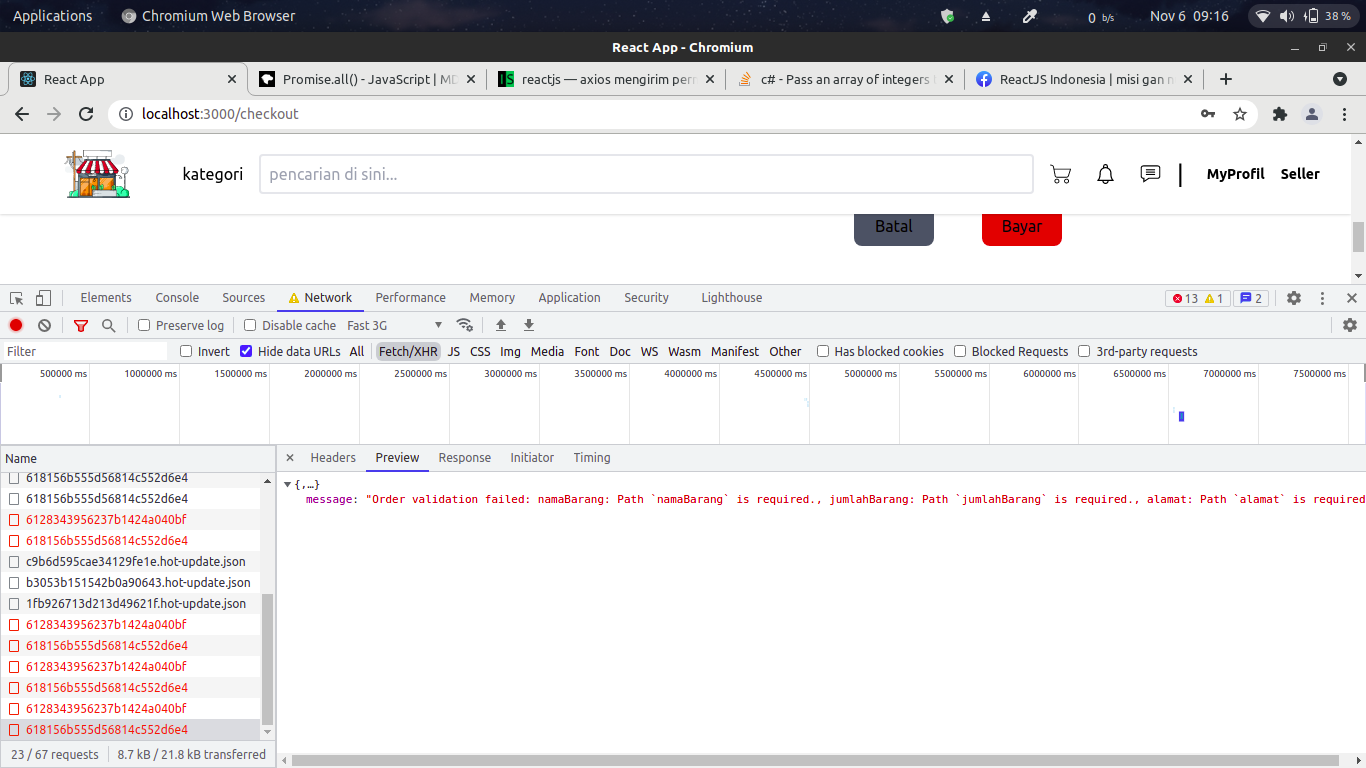 Applications Chromium Web Browser 0 b/s Nov 6 09:16 38 %
React App - Chromium
React App Promise.all() - JavaScript | MD reactjs — axios mengirim perm c# - Pass an array of integers ReactJS Indonesia | misi gan n
localhost:3000/checkout
kategori pencarian di sini... MyProfil Seller
Batal Bayar
Elements Console Sources Network Performance Memory Application Security Lighthouse 13 1 2
Preserve log Disable cache Fast 3G
Filter Invert Hide data URLs All Fetch/XHR JS CSS Img Media Font Doc WS Wasm Manifest Other Has blocked cookies Blocked Requests 3rd-party requests
500000 ms 1000000 ms 1500000 ms 2000000 ms 2500000 ms 3000000 ms 3500000 ms 4000000 ms 4500000 ms 5000000 ms 5500000 ms 6000000 ms 6500000 ms 7000000 ms 7500000 ms
Name
618156b555d56814c552d6e4
618156b555d56814c552d6e4
6128343956237b1424a040bf
618156b555d56814c552d6e4
c9b6d595cae34129fe1e.hot-update.json
b3053b151542b0a90643.hot-update.json
1fb926713d213d49621f.hot-update.json
6128343956237b1424a040bf
618156b555d56814c552d6e4
6128343956237b1424a040bf
618156b555d56814c552d6e4
6128343956237b1424a040bf
618156b555d56814c552d6e4
23 / 67 requests 8.7 kB / 21.8 kB transferred
Headers Preview Response Initiator Timing
{,…}
message: "Order validation failed: namaBarang: Path `namaBarang` is required., jumlahBarang: Path `jumlahBarang` is required., alamat: Path `alamat` is required